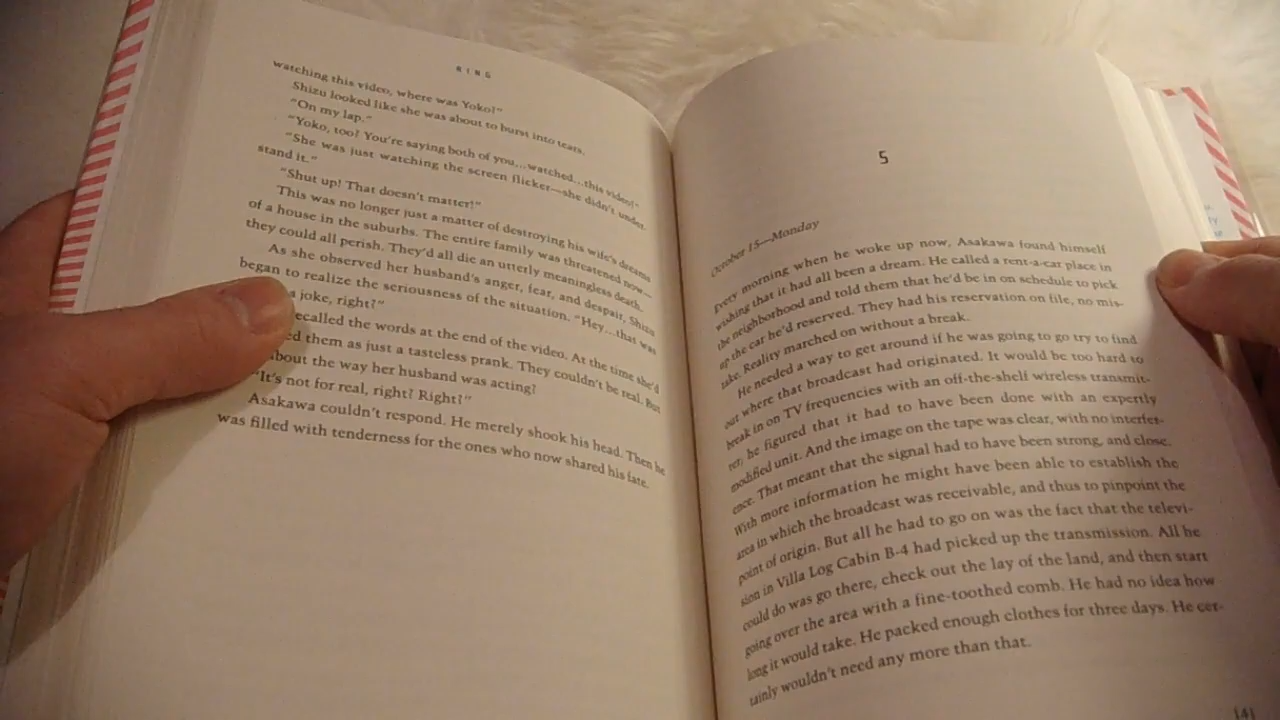 RING
watching this video, where was Yoko?"
Shizu looked like she was about to burst into tears.
"On my lap."
"Yoko, too? You're saying both of you...watched...this video?"
"She was just watching the screen flicker—she didn't under-
stand it."
"Shut up! That doesn't matter!"
This was no longer just a matter of destroying his wife's dreams
of a house in the suburbs. The entire family was threatened now—
they could all perish. They'd all die an utterly meaningless death.
As she observed her husband's anger, fear, and despair, Shizu
began to realize the seriousness of the situation. "Hey...that was
a joke, right?"
ecalled the words at the end of the video. At the time she'd
ed them as just a tasteless prank. They couldn't be real. But
about the way her husband was acting?
"It's not for real, right? Right?"
Asakawa couldn't respond. He merely shook his head. Then he
was filled with tenderness for the ones who now shared his fate.
5
October 15—Monday
Every morning when he woke up now, Asakawa found himself
wishing that it had all been a dream. He called a rent-a-car place in
the neighborhood and told them that he'd be in on schedule to pick
up the car he'd reserved. They had his reservation on file, no mis-
take. Reality marched on without a break.
He needed a way to get around if he was going to go try to find
out where that broadcast had originated. It would be too hard to
break in on TV frequencies with an off-the-shelf wireless transmit-
ter; he figured that it had to have been done with an expertly
modified unit. And the image on the tape was clear, with no interfer-
ence. That meant that the signal had to have been strong, and close.
With more information he might have been able to establish the
area in which the broadcast was receivable, and thus to pinpoint the
point of origin. But all he had to go on was the fact that the televi-
sion in Villa Log Cabin B-4 had picked up the transmission. All he
could do was go there, check out the lay of the land, and then start
going over the area with a fine-toothed comb. He had no idea how
long it would take. He packed enough clothes for three days. He cer-
tainly wouldn't need any more than that.